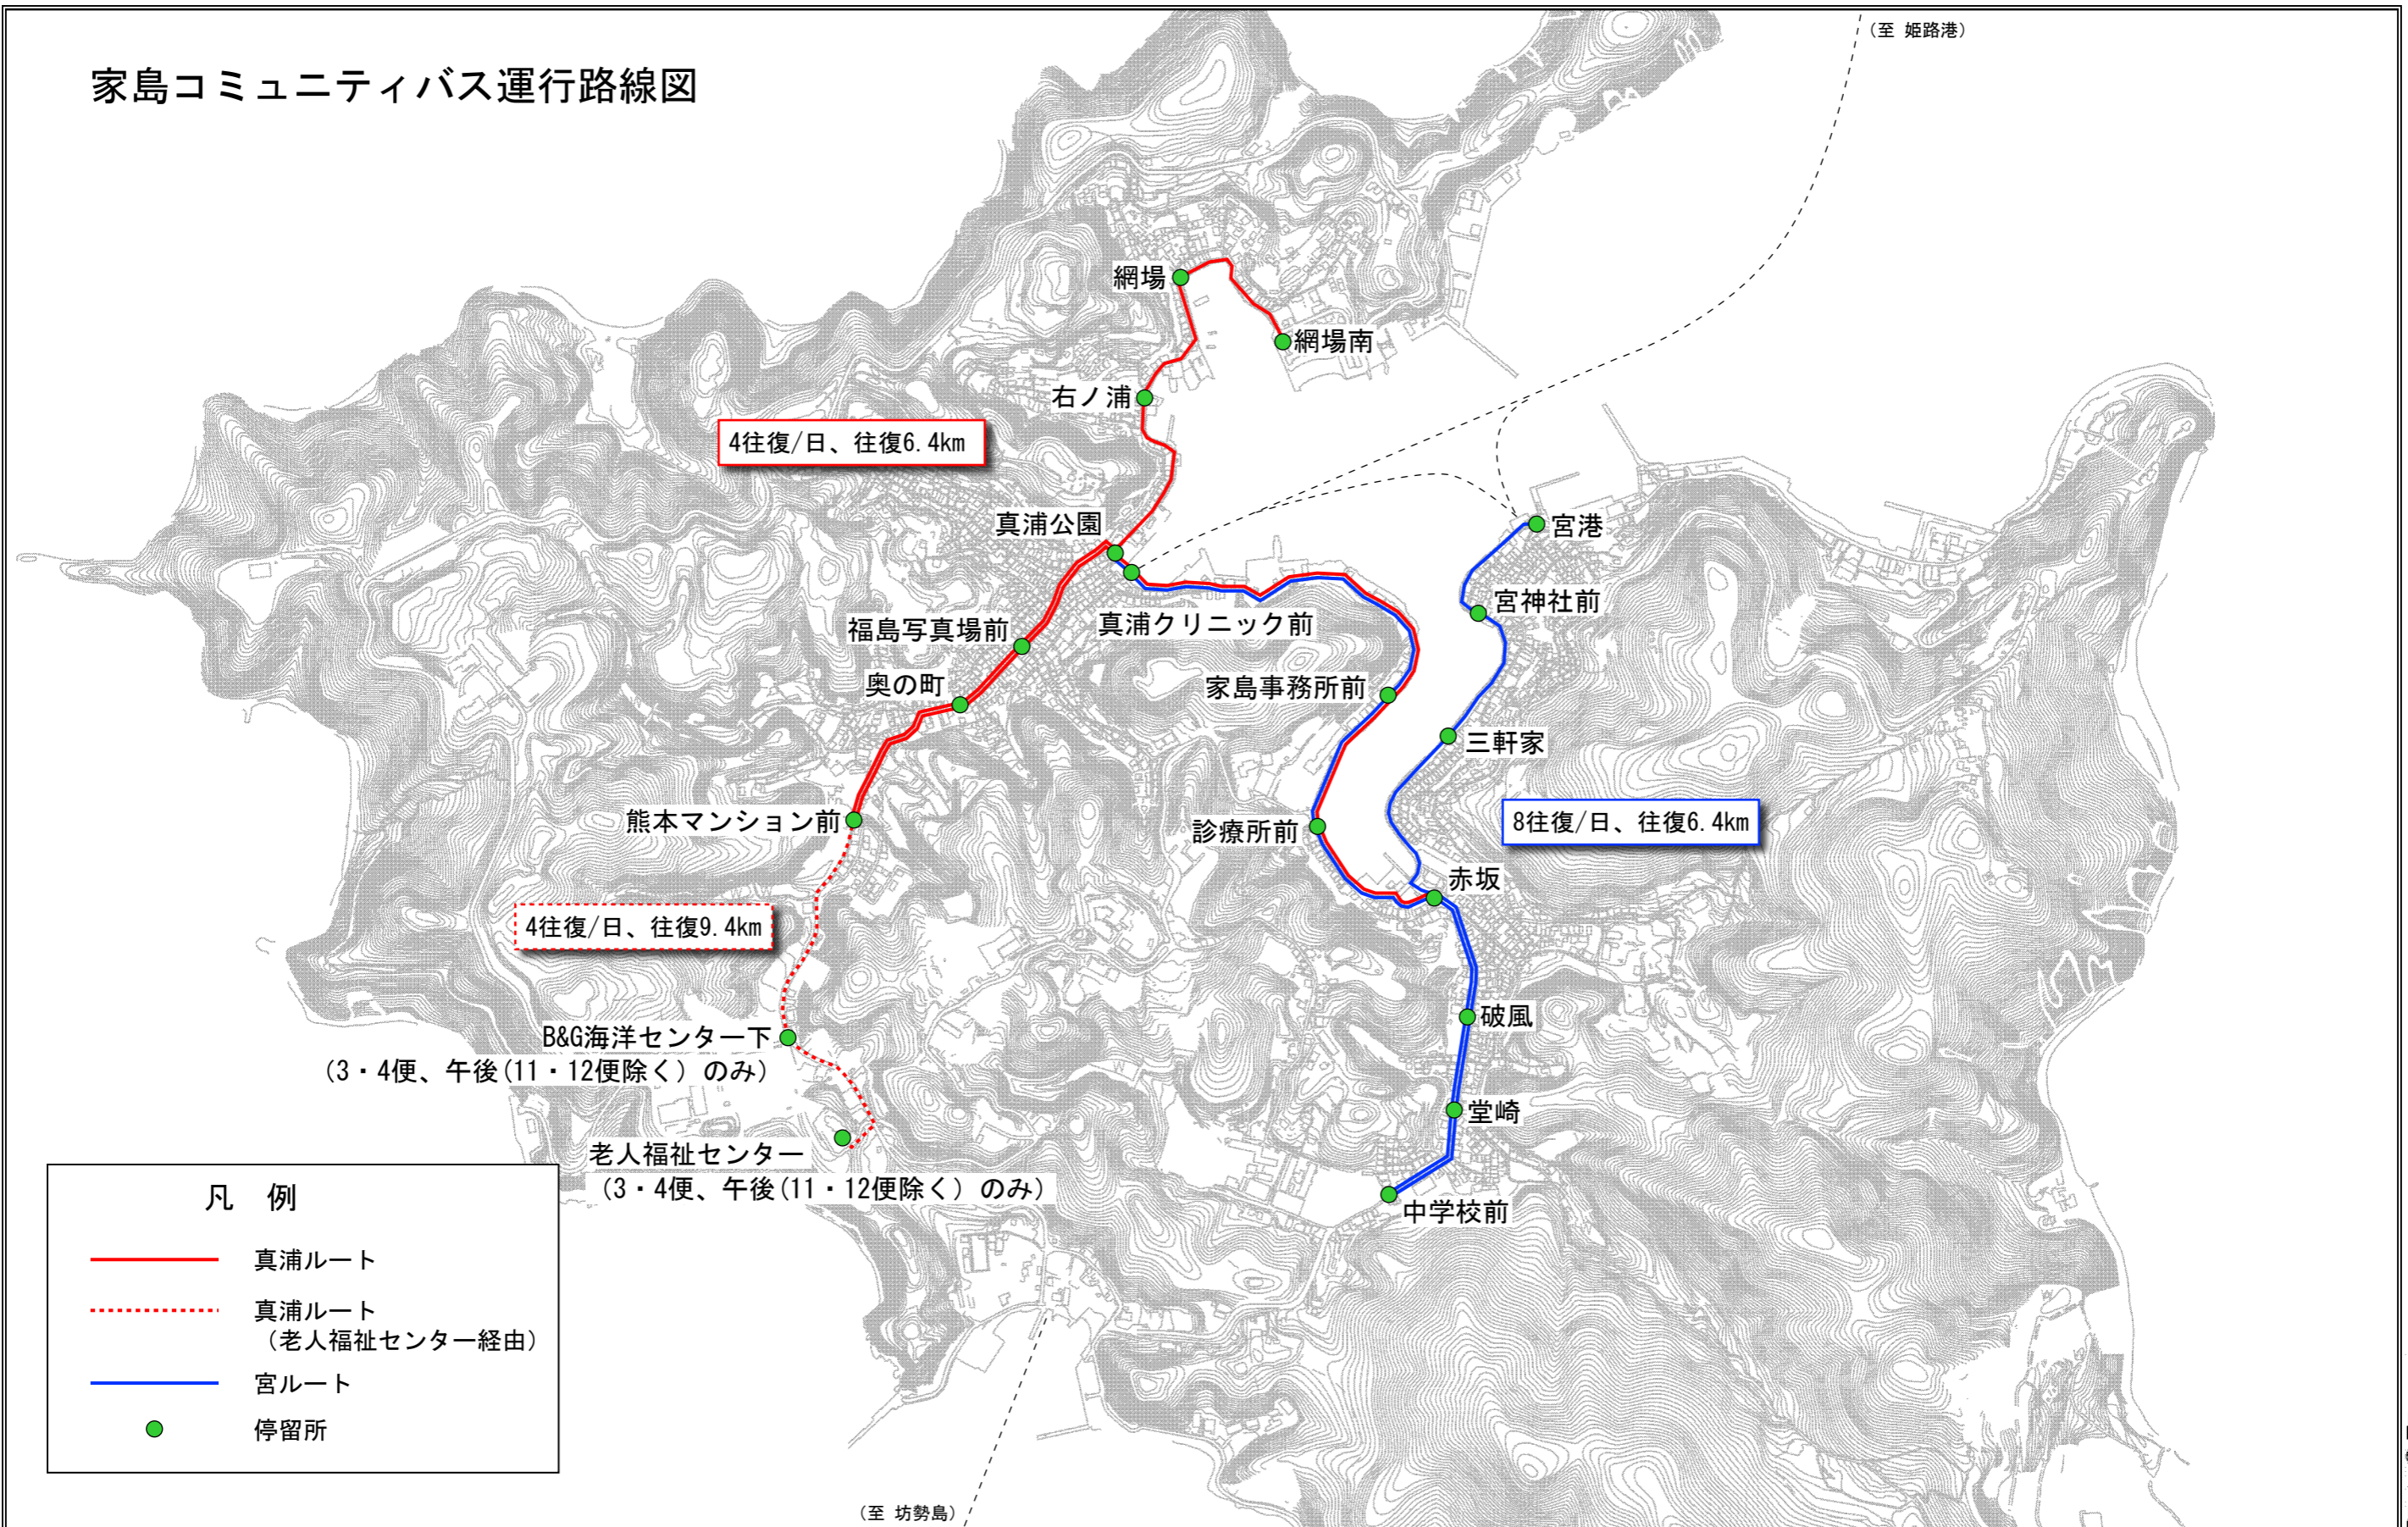 (至 姫路港)
家島コミュニティバス運行路線図
網場
網場南
右ノ浦
4往復/日、往復6.4km
真浦公園
宮港
宮神社前
真浦クリニック前
福島写真場前
奥の町
家島事務所前
三軒家
熊本マンション前
診療所前
8往復/日、往復6.4km
赤坂
4往復/日、往復9.4km
破風
B&G海洋センター下
(3・4便、午後(11・12便除く)のみ)
堂崎
老人福祉センター
(3・4便、午後(11・12便除く)のみ)
中学校前
凡 例
真浦ルート
真浦ルート
(老人福祉センター経由)
宮ルート
停留所
(至 坊勢島)